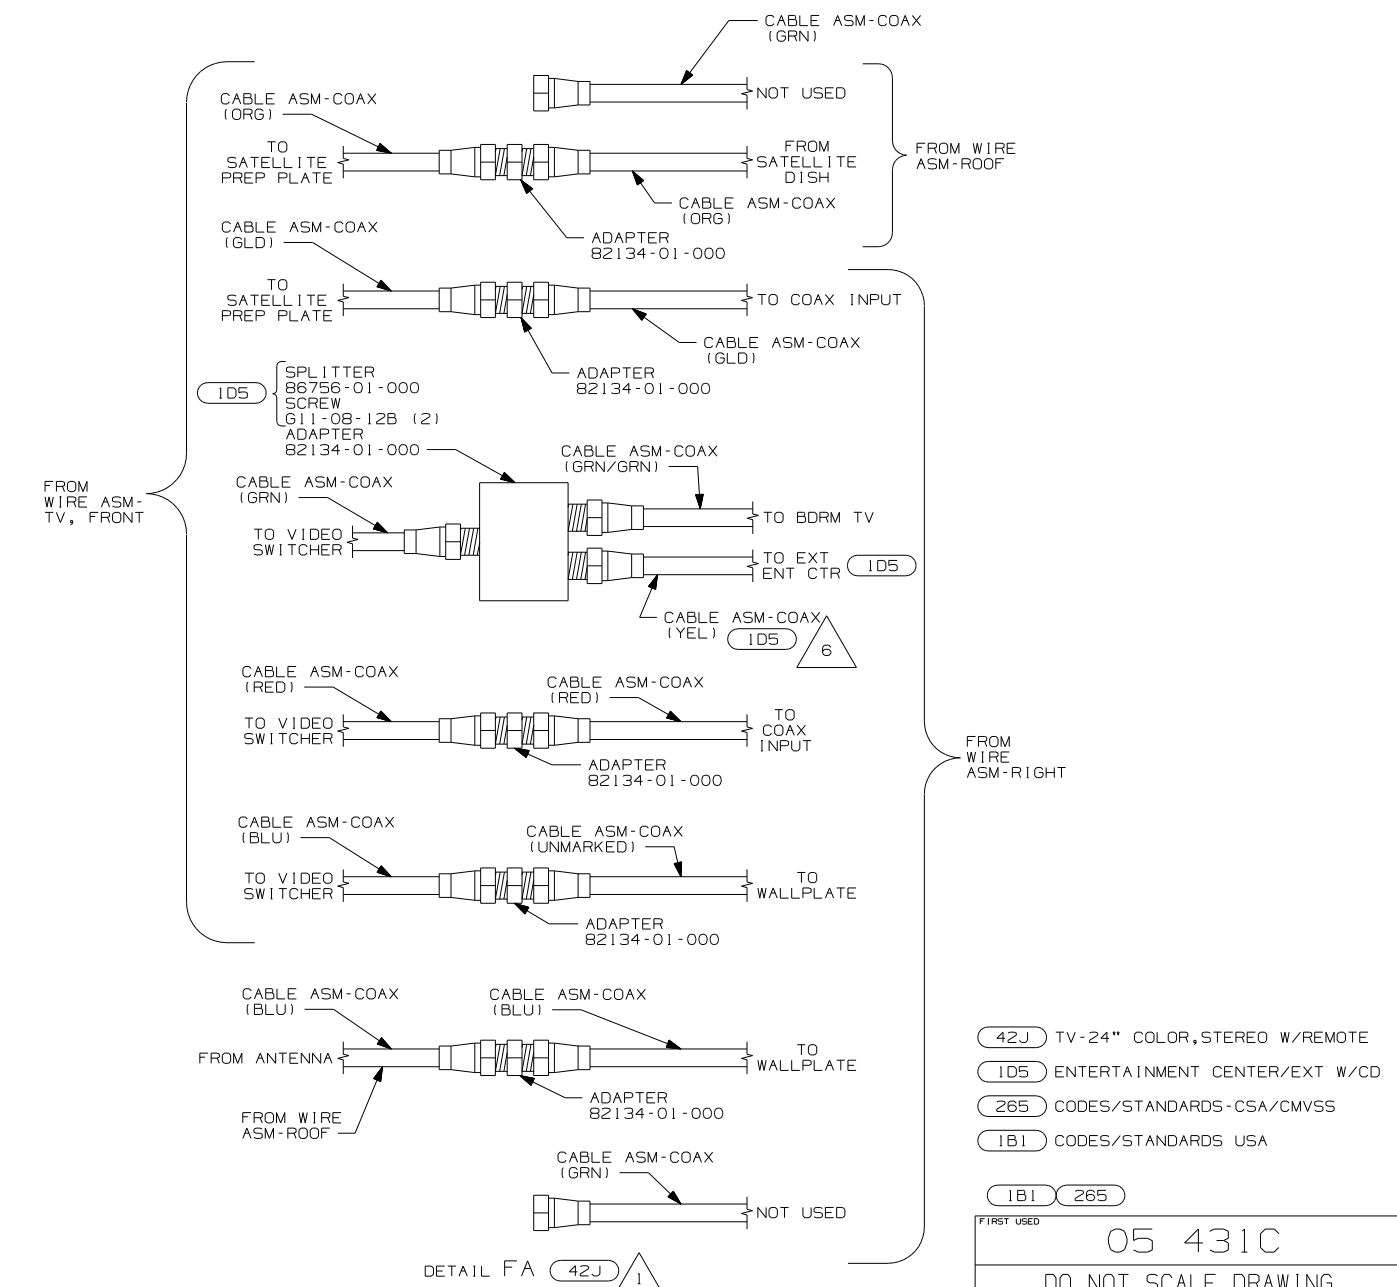 CABLE ASM-COAX
(GRN)
NOT USED
CABLE ASM-COAX
(ORG)
TO
SATELLITE
PREP PLATE
FROM
SATELLITE
DISH
FROM WIRE
ASM-ROOF
CABLE ASM-COAX
(ORG)
ADAPTER
82134-01-000
CABLE ASM-COAX
(GLD)
TO
SATELLITE
PREP PLATE
TO COAX INPUT
CABLE ASM-COAX
(GLD)
ADAPTER
82134-01-000
1D5
SPLITTER
86756-01-000
SCREW
G11-08-12B (2)
ADAPTER
82134-01-000
CABLE ASM-COAX
(GRN/GRN)
FROM
WIRE ASM-
TV, FRONT
CABLE ASM-COAX
(GRN)
TO VIDEO
SWITCHER
TO BDRM TV
TO EXT
ENT CTR
1D5
CABLE ASM-COAX
(YEL)
1D5
6
CABLE ASM-COAX
(RED)
CABLE ASM-COAX
(RED)
TO VIDEO
SWITCHER
TO
COAX
INPUT
ADAPTER
82134-01-000
FROM
WIRE
ASM-RIGHT
CABLE ASM-COAX
(BLU)
CABLE ASM-COAX
(UNMARKED)
TO VIDEO
SWITCHER
TO
WALLPLATE
ADAPTER
82134-01-000
CABLE ASM-COAX
(BLU)
CABLE ASM-COAX
(BLU)
FROM ANTENNA
TO
WALLPLATE
ADAPTER
82134-01-000
FROM WIRE
ASM-ROOF
CABLE ASM-COAX
(GRN)
NOT USED
DETAIL FA
42J
1
42J TV-24" COLOR,STEREO W/REMOTE
1D5 ENTERTAINMENT CENTER/EXT W/CD
265 CODES/STANDARDS-CSA/CMVSS
1B1 CODES/STANDARDS USA
1B1 265
FIRST USED
05 431C
DO NOT SCALE DRAWING